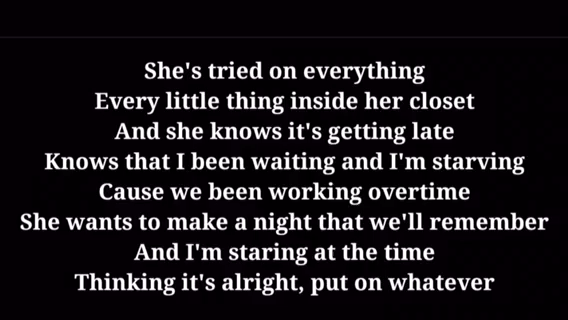 She's tried on everything
Every little thing inside her closet
And she knows it's getting late
Knows that I been waiting and I'm starving
Cause we been working overtime
She wants to make a night that we'll remember
And I'm staring at the time
Thinking it's alright, put on whatever